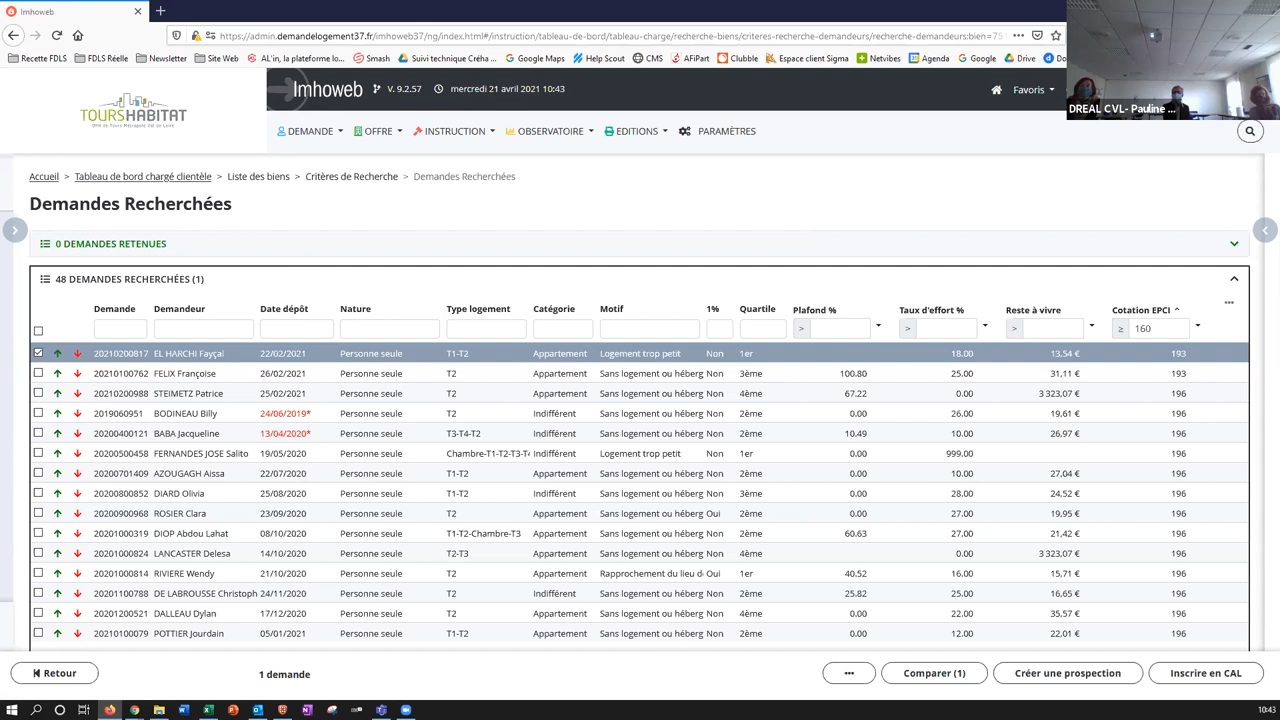 Imhoweb
https://admin.demandelogement37.fr/imhoweb37/ng/index.html#/instruction/tableau-de-bord/tableau-charge/recherche-biens/criteres-recherche-demandeurs/recherche-demandeurs:bien=79
Recette FDLS FDLS Réelle Newsletter Site Web AL'in, la plateforme lo... Smash Suivi technique Créha ... Google Maps Help Scout CMS AFiPart Clubble Espace client Sigma Netvibes Agenda Google Drive
DREAL CVL- Pauline ...
TOURSHABITAT
Imhoweb V. 9.2.57 mercredi 21 avril 2021 10:43 Favoris
DEMANDE OFFRE INSTRUCTION OBSERVATOIRE EDITIONS PARAMÈTRES
Accueil > Tableau de bord chargé clientèle > Liste des biens > Critères de Recherche > Demandes Recherchées
Demandes Recherchées
0 DEMANDES RETENUES
48 DEMANDES RECHERCHÉES (1)
Demande Demandeur Date dépôt Nature Type logement Catégorie Motif 1% Quartile Plafond % Taux d'effort % Reste à vivre Cotation EPCI
> > > ≥ 160
20210200817 EL HARCHI Fayçal 22/02/2021 Personne seule T1-T2 Appartement Logement trop petit Non 1er 18.00 13,54 € 193
20210100762 FELIX Françoise 26/02/2021 Personne seule T2 Appartement Sans logement ou héberg Non 3ème 100.80 25.00 31,11 € 193
20210200988 STEIMETZ Patrice 25/02/2021 Personne seule T2 Appartement Sans logement ou héberg Non 4ème 67.22 0.00 3 323,07 € 196
2019060951 BODINEAU Billy 24/06/2019* Personne seule T2 Indifférent Sans logement ou héberg Non 2ème 0.00 26.00 19,61 € 196
20200400121 BABA Jacqueline 13/04/2020* Personne seule T3-T4-T2 Indifférent Sans logement ou héberg Non 2ème 10.49 10.00 26,97 € 196
20200500458 FERNANDES JOSE Salito 19/05/2020 Personne seule Chambre-T1-T2-T3-T4 Indifférent Logement trop petit Non 1er 0.00 999.00 196
20200701409 AZOUGAGH Aissa 22/07/2020 Personne seule T1-T2 Appartement Sans logement ou héberg Non 2ème 0.00 10.00 27,04 € 196
20200800852 DIARD Olivia 25/08/2020 Personne seule T1-T2 Indifférent Sans logement ou héberg Non 3ème 0.00 28.00 24,52 € 196
20200900968 ROSIER Clara 23/09/2020 Personne seule T2 Appartement Sans logement ou héberg Oui 2ème 0.00 27.00 19,95 € 196
20201000319 DIOP Abdou Lahat 08/10/2020 Personne seule T1-T2-Chambre-T3 Appartement Sans logement ou héberg Non 2ème 60.63 27.00 21,42 € 196
20201000824 LANCASTER Delesa 14/10/2020 Personne seule T2-T3 Appartement Sans logement ou héberg Non 4ème 0.00 3 323,07 € 196
20201000814 RIVIERE Wendy 21/10/2020 Personne seule T2 Appartement Rapprochement du lieu d Oui 1er 40.52 16.00 15,71 € 196
20201100788 DE LABROUSSE Christoph 24/11/2020 Personne seule T2 Indifférent Sans logement ou héberg Non 2ème 25.82 25.00 16,65 € 196
20201200521 DALLEAU Dylan 17/12/2020 Personne seule T2 Appartement Sans logement ou héberg Non 4ème 0.00 22.00 35,57 € 196
20210100079 POTTIER Jourdain 05/01/2021 Personne seule T1-T2 Appartement Sans logement ou héberg Non 3ème 0.00 12.00 22,01 € 196
Retour 1 demande ... Comparer (1) Créer une prospection Inscrire en CAL
10:43